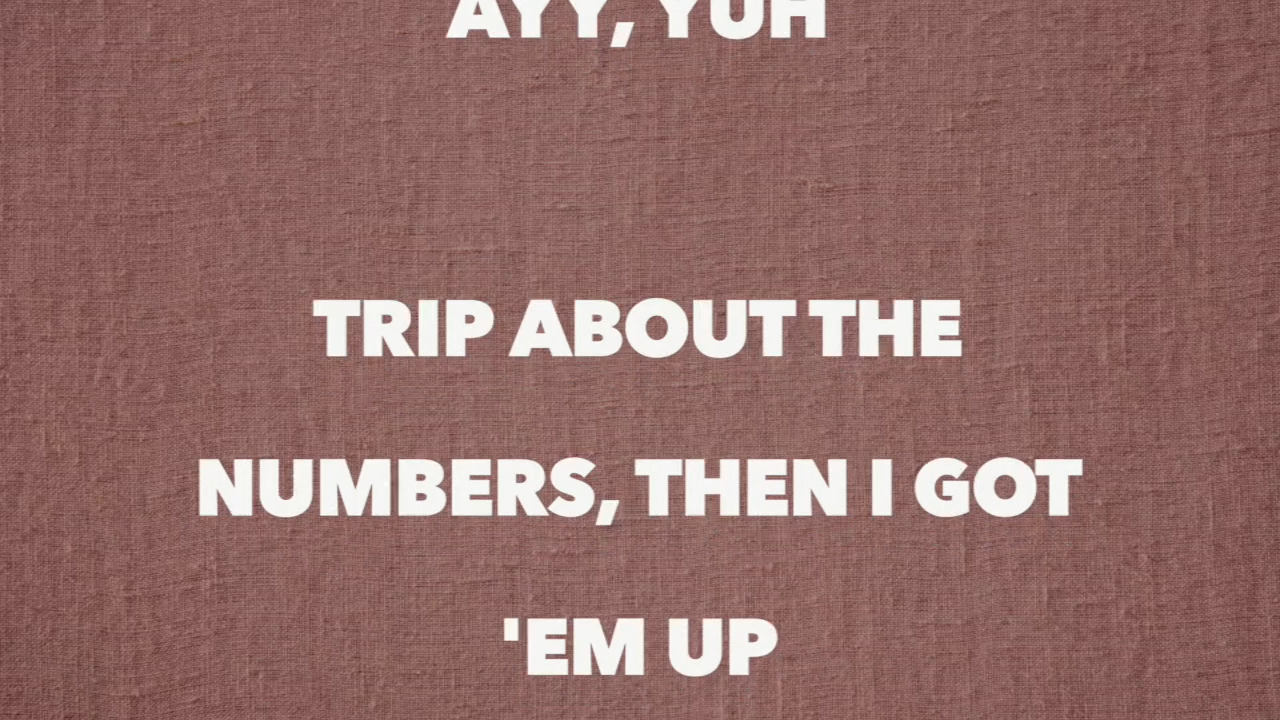 AYY, YUH
TRIP ABOUT THE
NUMBERS, THEN I GOT
'EM UP